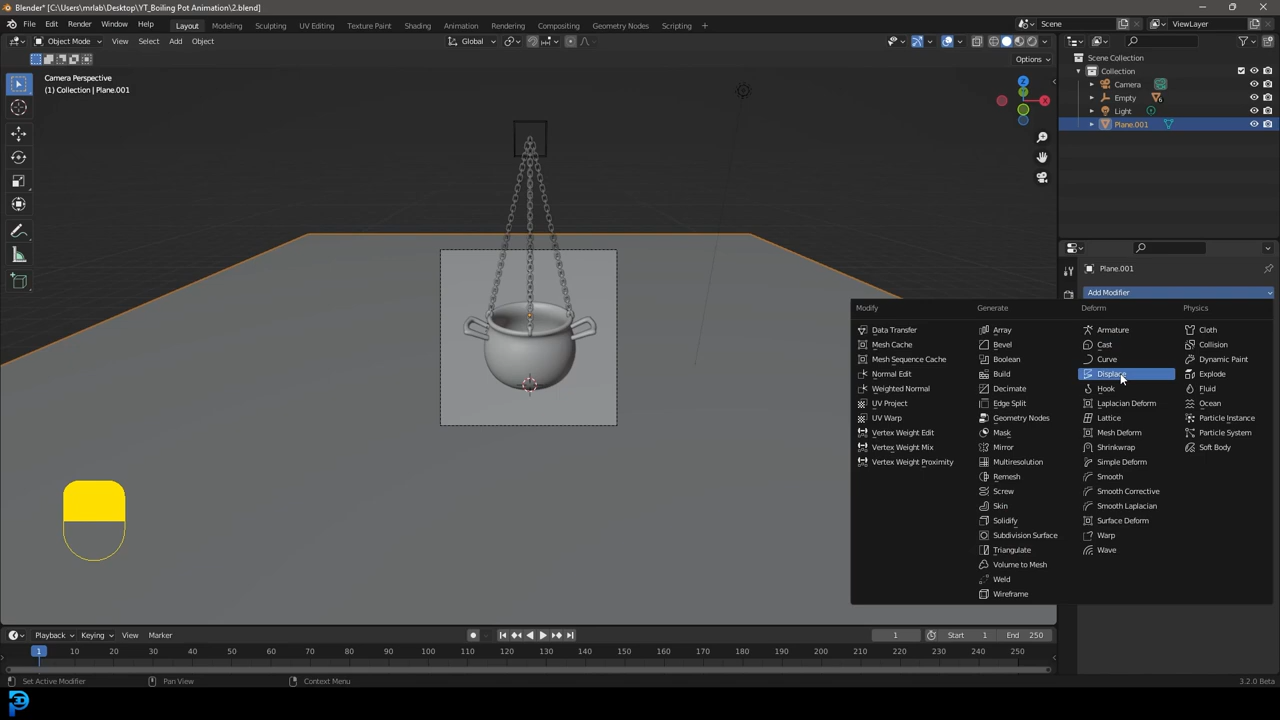 Blender* [C:\Users\mrlab\Desktop\YT_Boiling Pot Animation\2.blend]
File Edit Render Window Help Layout Modeling Sculpting UV Editing Texture Paint Shading Animation Rendering Compositing Geometry Nodes Scripting + Scene ViewLayer
Object Mode View Select Add Object Global
Options
Camera Perspective
(1) Collection | Plane.001
Z
X
Scene Collection
Collection
Camera
Empty 6
Light
Plane.001
Plane.001
Add Modifier
Modify
Data Transfer
Mesh Cache
Mesh Sequence Cache
Normal Edit
Weighted Normal
UV Project
UV Warp
Vertex Weight Edit
Vertex Weight Mix
Vertex Weight Proximity
Generate
Array
Bevel
Boolean
Build
Decimate
Edge Split
Geometry Nodes
Mask
Mirror
Multiresolution
Remesh
Screw
Skin
Solidify
Subdivision Surface
Triangulate
Volume to Mesh
Weld
Wireframe
Deform
Armature
Cast
Curve
Displace
Hook
Laplacian Deform
Lattice
Mesh Deform
Shrinkwrap
Simple Deform
Smooth
Smooth Corrective
Smooth Laplacian
Surface Deform
Warp
Wave
Physics
Cloth
Collision
Dynamic Paint
Explode
Fluid
Ocean
Particle Instance
Particle System
Soft Body
Playback Keying View Marker 1 Start 1 End 250
1 10 20 30 40 50 60 70 80 90 100 110 120 130 140 150 160 170 180 190 200 210 220 230 240 250
Set Active Modifier Pan View Context Menu 3.2.0 Beta